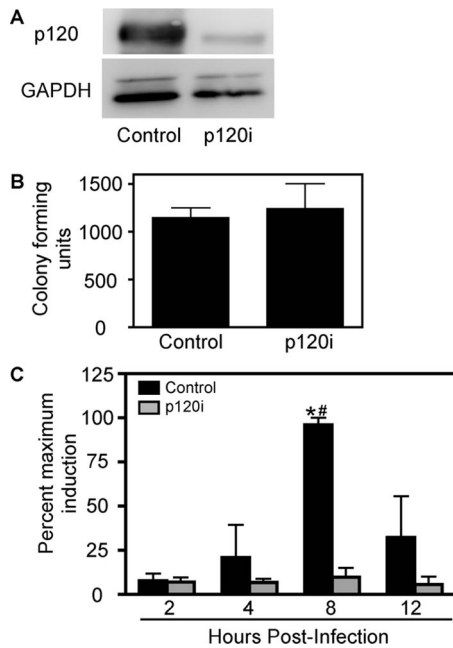 A
p120
GAPDH
Control p120i
B
Colony forming
units
1500
1000
500
0
Control p120i
C
Percent maximum
induction
125
100
75
50
25
0
Control
p120i
*#
2 4 8 12
Hours Post-Infection